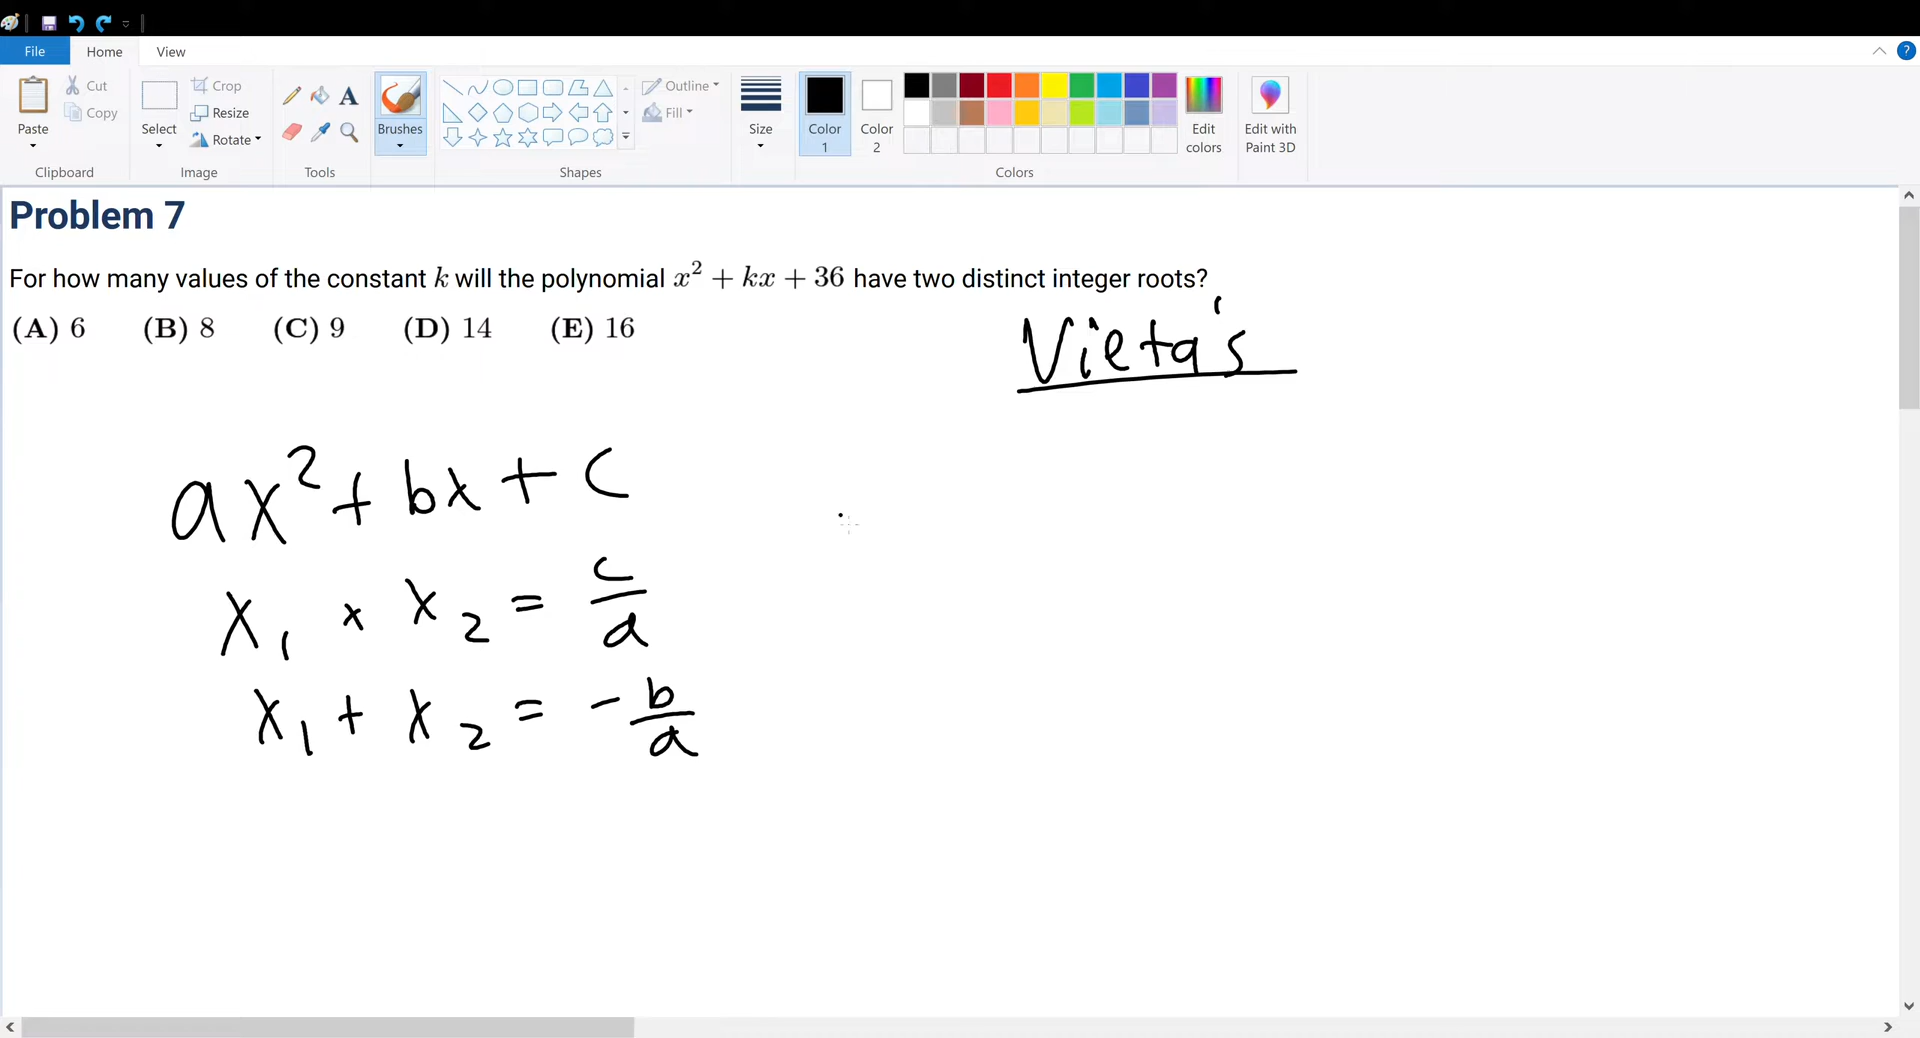 File Home View
Paste
Cut
Copy
Clipboard
Select
Crop
Resize
Rotate
Image
A
Tools
Brushes
Outline
Fill
Shapes
Size
Color 1
Color 2
Edit colors
Colors
Edit with Paint 3D
?
Problem 7
For how many values of the constant k will the polynomial x² + kx + 36 have two distinct integer roots?
(A) 6 (B) 8 (C) 9 (D) 14 (E) 16
Vieta's
ax² + bx + c
x₁ × x₂ = c/a
x₁ + x₂ = -b/a